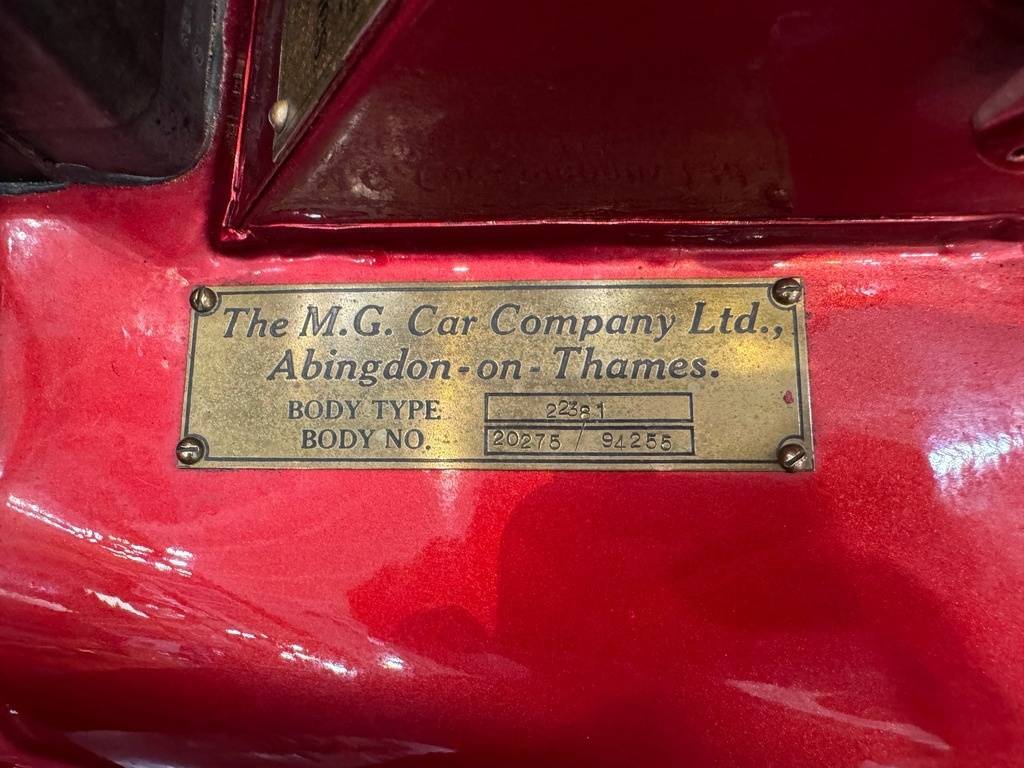 The M.G. Car Company Ltd.,
Abingdon-on-Thames.
BODY TYPE 22381
BODY NO. 20275 / 94255